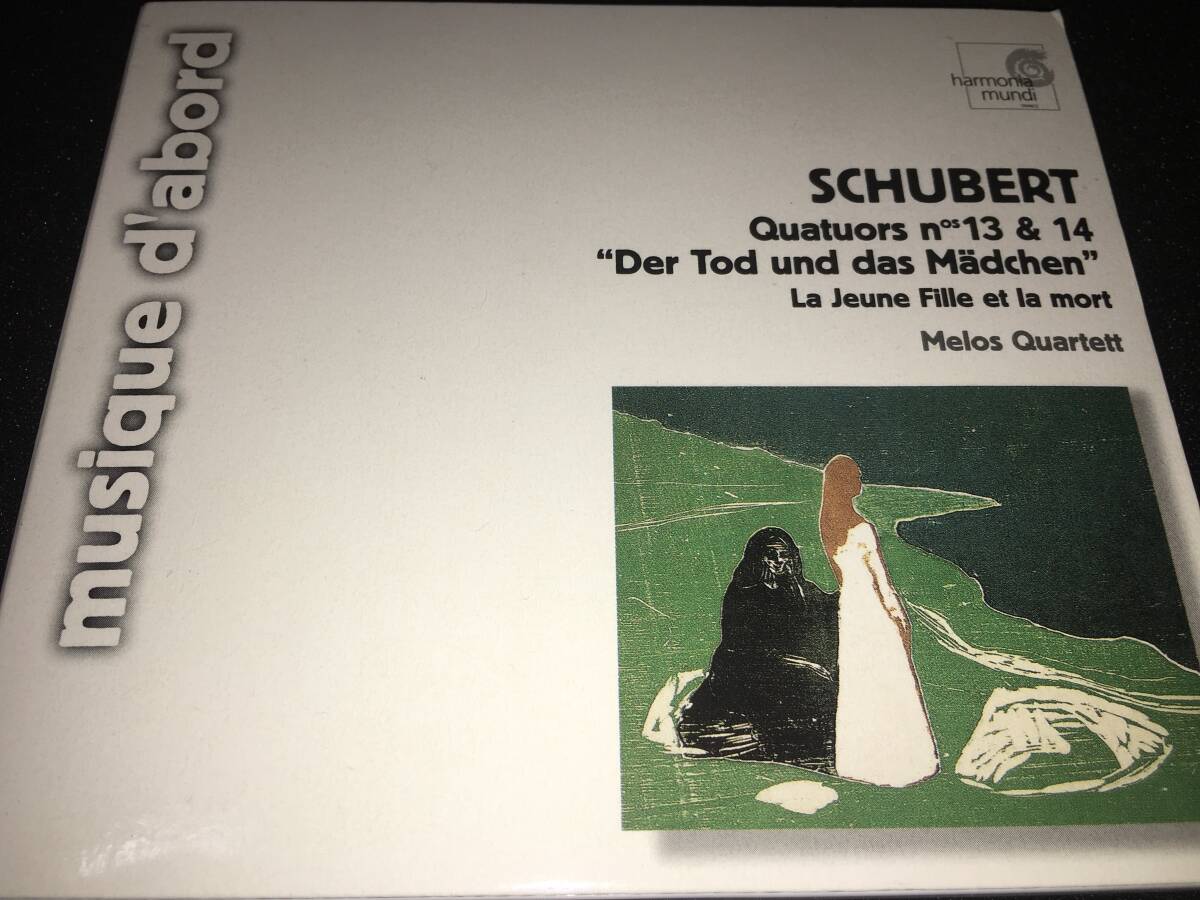 musique d'abord
harmonia
mundi
SCHUBERT
Quatuors nos 13 & 14
“Der Tod und das Mädchen”
La Jeune Fille et la mort
Melos Quartett